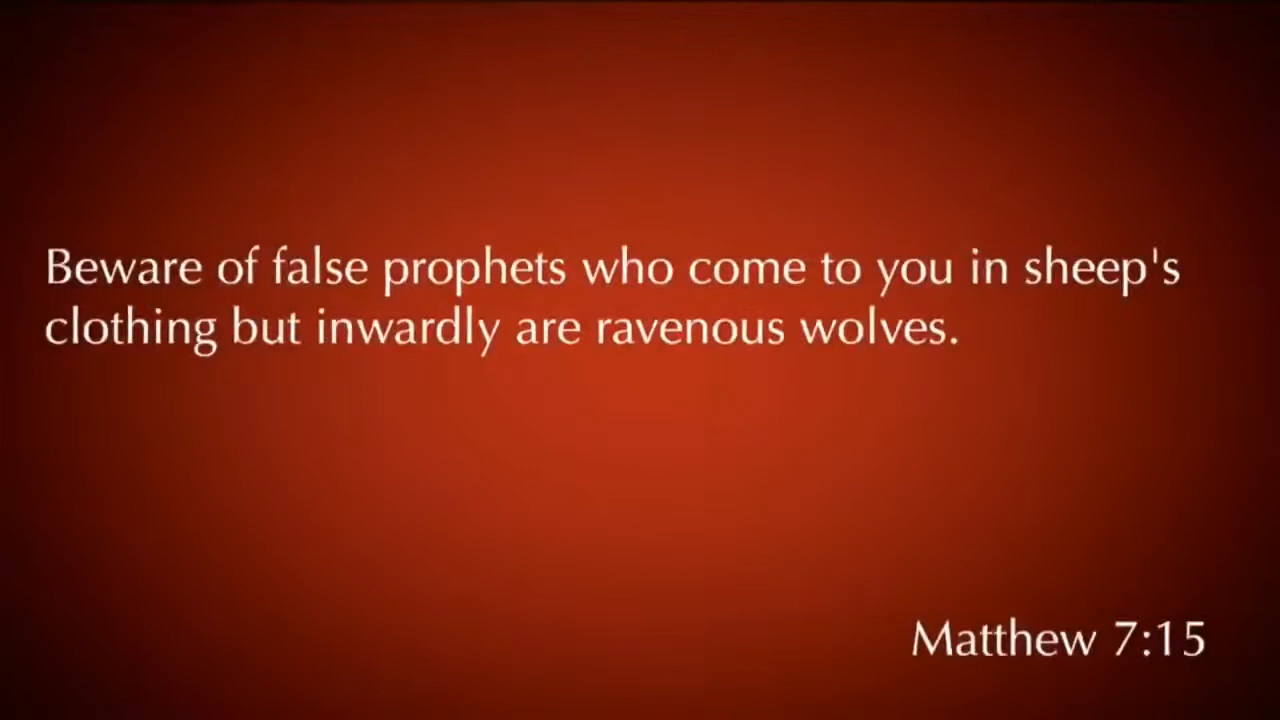 Beware of false prophets who come to you in sheep's
clothing but inwardly are ravenous wolves.
Matthew 7:15